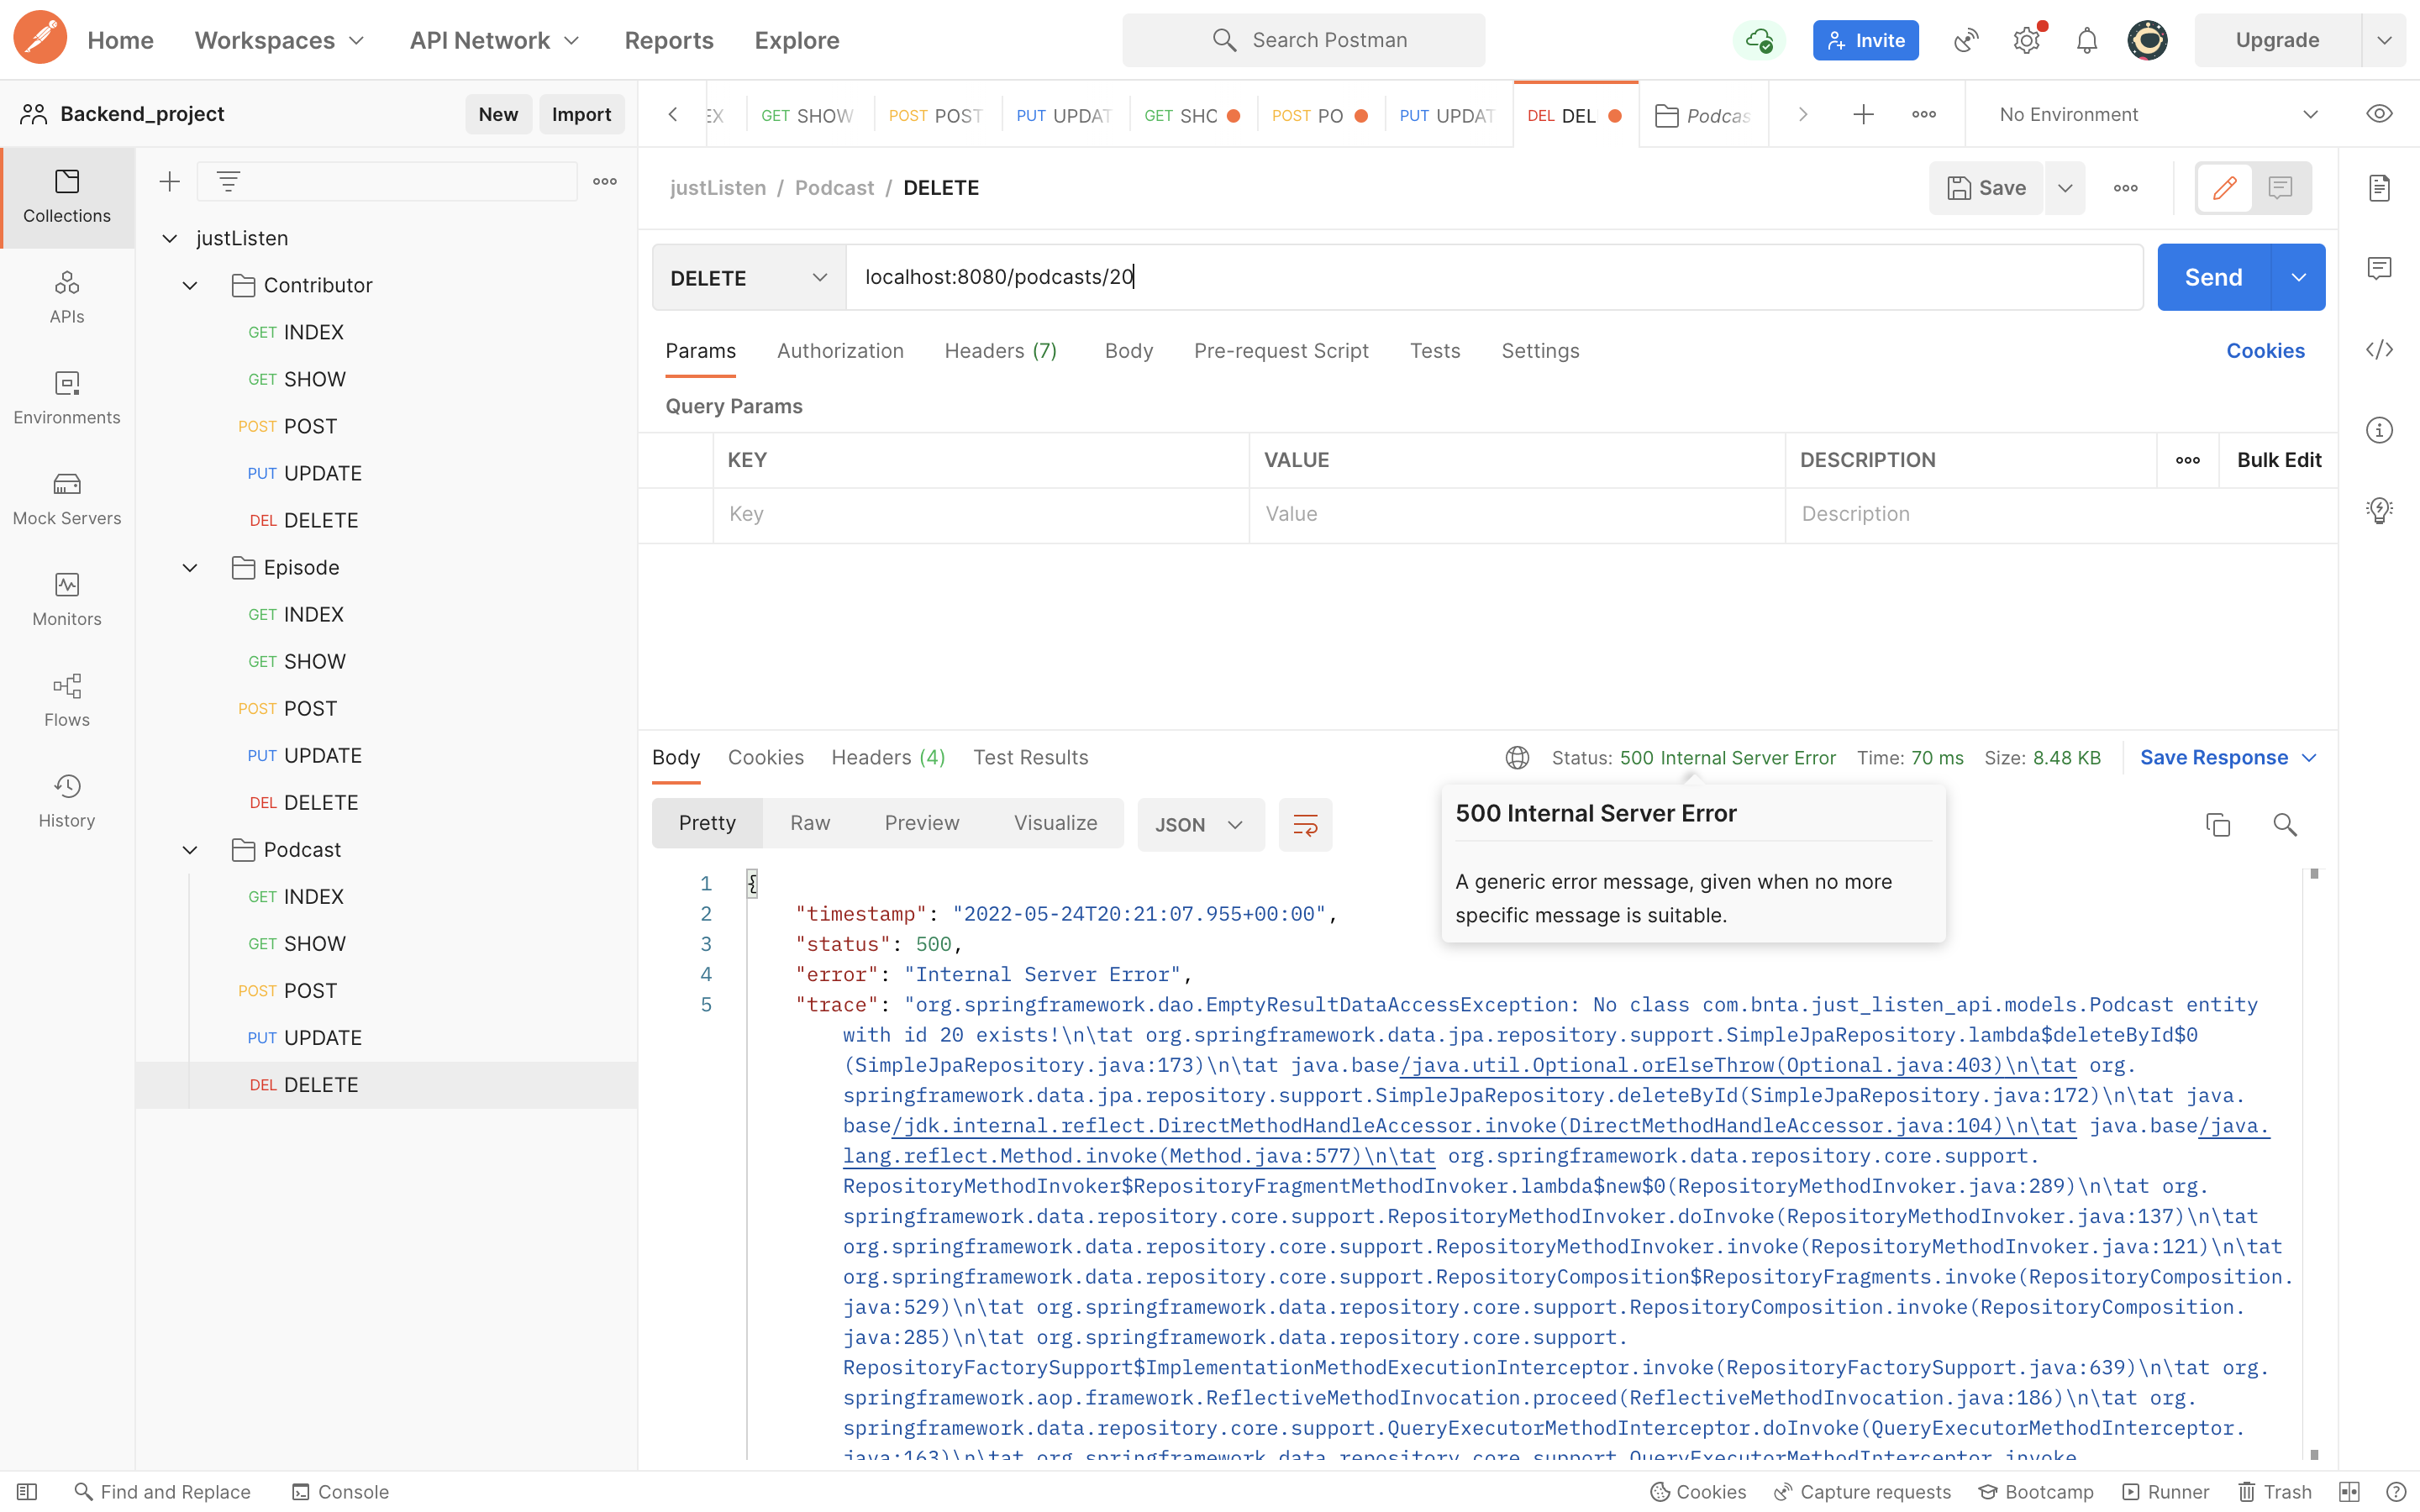 Home Workspaces API Network Reports Explore Search Postman Invite Upgrade
Backend_project New Import
EX GET SHOW POST POST PUT UPDAT GET SHC POST PO PUT UPDAT DEL DEL Podcas No Environment
Collections
APIs
Environments
Mock Servers
Monitors
Flows
History
justListen
Contributor
GET INDEX
GET SHOW
POST POST
PUT UPDATE
DEL DELETE
Episode
GET INDEX
GET SHOW
POST POST
PUT UPDATE
DEL DELETE
Podcast
GET INDEX
GET SHOW
POST POST
PUT UPDATE
DEL DELETE
justListen / Podcast / DELETE Save
DELETE localhost:8080/podcasts/20 Send
Params Authorization Headers (7) Body Pre-request Script Tests Settings Cookies
Query Params
KEY VALUE DESCRIPTION Bulk Edit
Key Value Description
Body Cookies Headers (4) Test Results Status: 500 Internal Server Error Time: 70 ms Size: 8.48 KB Save Response
Pretty Raw Preview Visualize JSON
500 Internal Server Error
A generic error message, given when no more
specific message is suitable.
1 {
2 "timestamp": "2022-05-24T20:21:07.955+00:00",
3 "status": 500,
4 "error": "Internal Server Error",
5 "trace": "org.springframework.dao.EmptyResultDataAccessException: No class com.bnta.just_listen_api.models.Podcast entity
with id 20 exists!\n\tat org.springframework.data.jpa.repository.support.SimpleJpaRepository.lambda$deleteById$0
(SimpleJpaRepository.java:173)\n\tat java.base/java.util.Optional.orElseThrow(Optional.java:403)\n\tat org.
springframework.data.jpa.repository.support.SimpleJpaRepository.deleteById(SimpleJpaRepository.java:172)\n\tat java.
base/jdk.internal.reflect.DirectMethodHandleAccessor.invoke(DirectMethodHandleAccessor.java:104)\n\tat java.base/java.
lang.reflect.Method.invoke(Method.java:577)\n\tat org.springframework.data.repository.core.support.
RepositoryMethodInvoker$RepositoryFragmentMethodInvoker.lambda$new$0(RepositoryMethodInvoker.java:289)\n\tat org.
springframework.data.repository.core.support.RepositoryMethodInvoker.doInvoke(RepositoryMethodInvoker.java:137)\n\tat
org.springframework.data.repository.core.support.RepositoryMethodInvoker.invoke(RepositoryMethodInvoker.java:121)\n\tat
org.springframework.data.repository.core.support.RepositoryComposition$RepositoryFragments.invoke(RepositoryComposition.
java:529)\n\tat org.springframework.data.repository.core.support.RepositoryComposition.invoke(RepositoryComposition.
java:285)\n\tat org.springframework.data.repository.core.support.
RepositoryFactorySupport$ImplementationMethodExecutionInterceptor.invoke(RepositoryFactorySupport.java:639)\n\tat org.
springframework.aop.framework.ReflectiveMethodInvocation.proceed(ReflectiveMethodInvocation.java:186)\n\tat org.
springframework.data.repository.core.support.QueryExecutorMethodInterceptor.doInvoke(QueryExecutorMethodInterceptor.
java:163)\n\tat org.springframework.data.repository.core.support.QueryExecutorMethodInterceptor.invoke
Find and Replace Console Cookies Capture requests Bootcamp Runner Trash